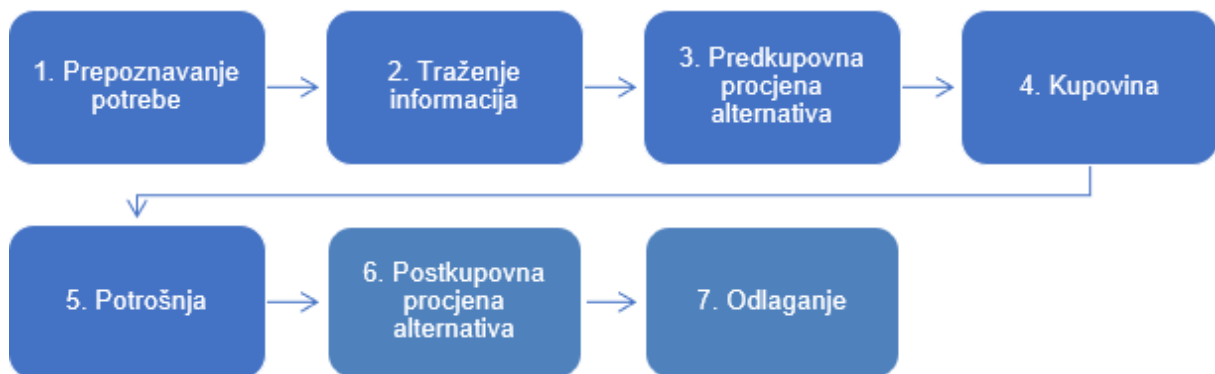 1. Prepoznavanje
potrebe
2. Traženje
informacija
3. Predkupovna
procjena
alternativa
4. Kupovina
5. Potrošnja
6. Postkupovna
procjena
alternativa
7. Odlaganje